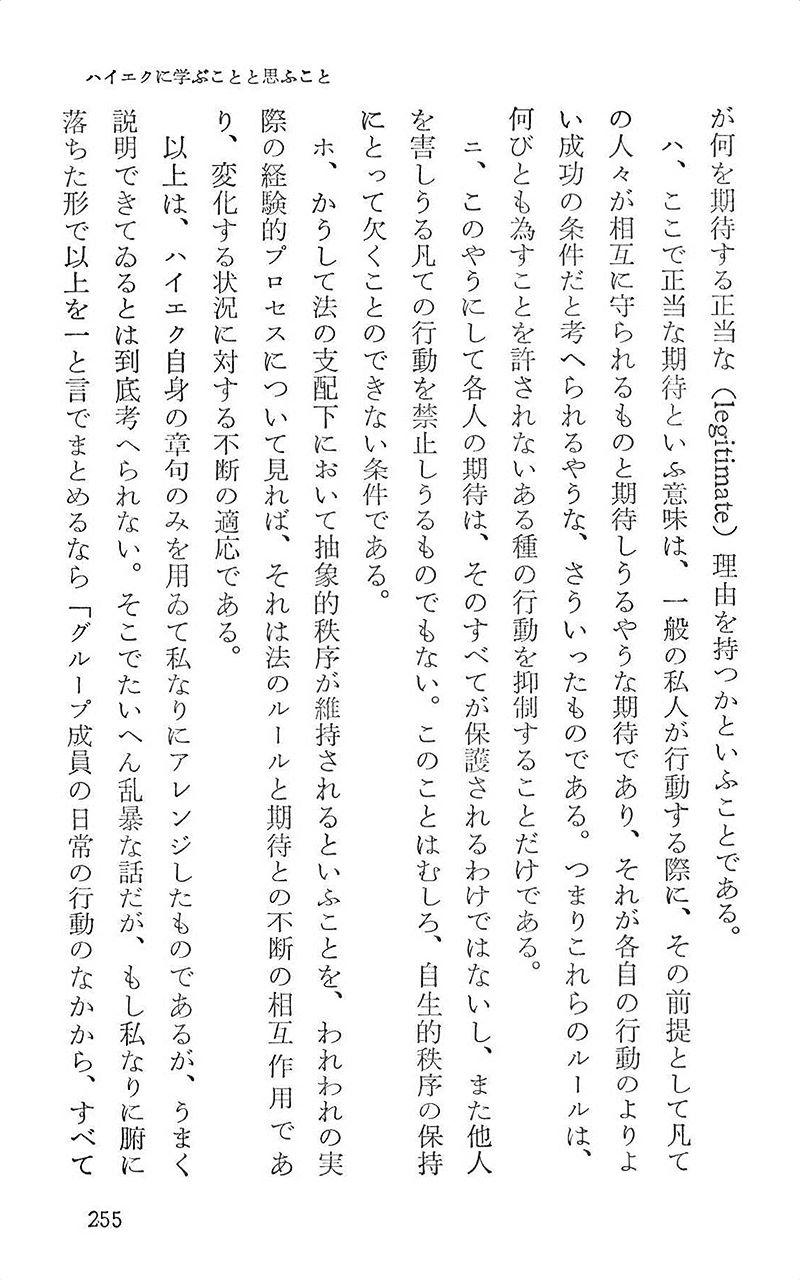 ハイエクに学ぶことと思ふこと
が何を期待する正当な（legitimate）理由を持つかといふことである。
ハ、ここで正当な期待といふ意味は、一般の私人が行動する際に、その前提として凡て
の人々が相互に守られるものと期待しうるやうな期待であり、それが各自の行動のよりよ
い成功の条件だと考へられるやうな、さういったものである。つまりこれらのルールは、
何びとも為すことを許されないある種の行動を抑制することだけである。
ニ、このやうにして各人の期待は、そのすべてが保護されるわけではないし、また他人
を害しうる凡ての行動を禁止しうるものでもない。このことはむしろ、自生的秩序の保持
にとって欠くことのできない条件である。
ホ、かうして法の支配下において抽象的秩序が維持されるといふことを、われわれの実
際の経験的プロセスについて見れば、それは法のルールと期待との不断の相互作用であ
り、変化する状況に対する不断の適応である。
以上は、ハイエク自身の章句のみを用ゐて私なりにアレンジしたものであるが、うまく
説明できてゐるとは到底考へられない。そこでたいへん乱暴な話だが、もし私なりに腑に
落ちた形で以上を一と言でまとめるなら「グループ成員の日常の行動のなかから、すべて
255